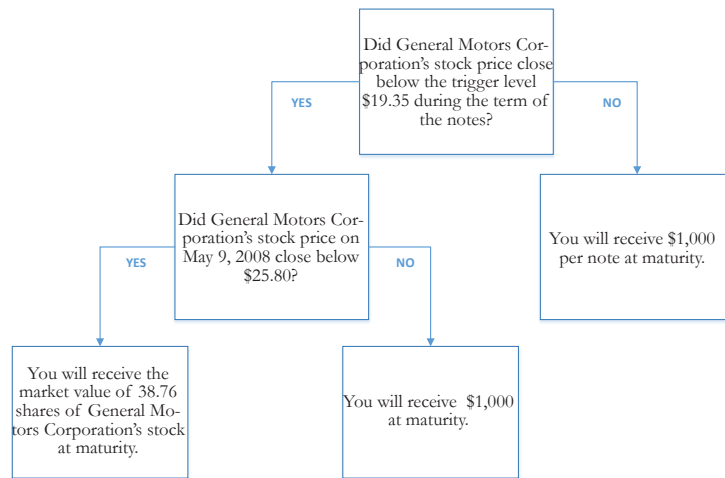 Did General Motors Cor-
poration's stock price close
below the trigger level
$19.35 during the term of
the notes?
YES
NO
Did General Motors Cor-
poration's stock price on
May 9, 2008 close below
$25.80?
You will receive $1,000
per note at maturity.
YES
NO
You will receive the
market value of 38.76
shares of General Mo-
tors Corporation's stock
at maturity.
You will receive $1,000
at maturity.